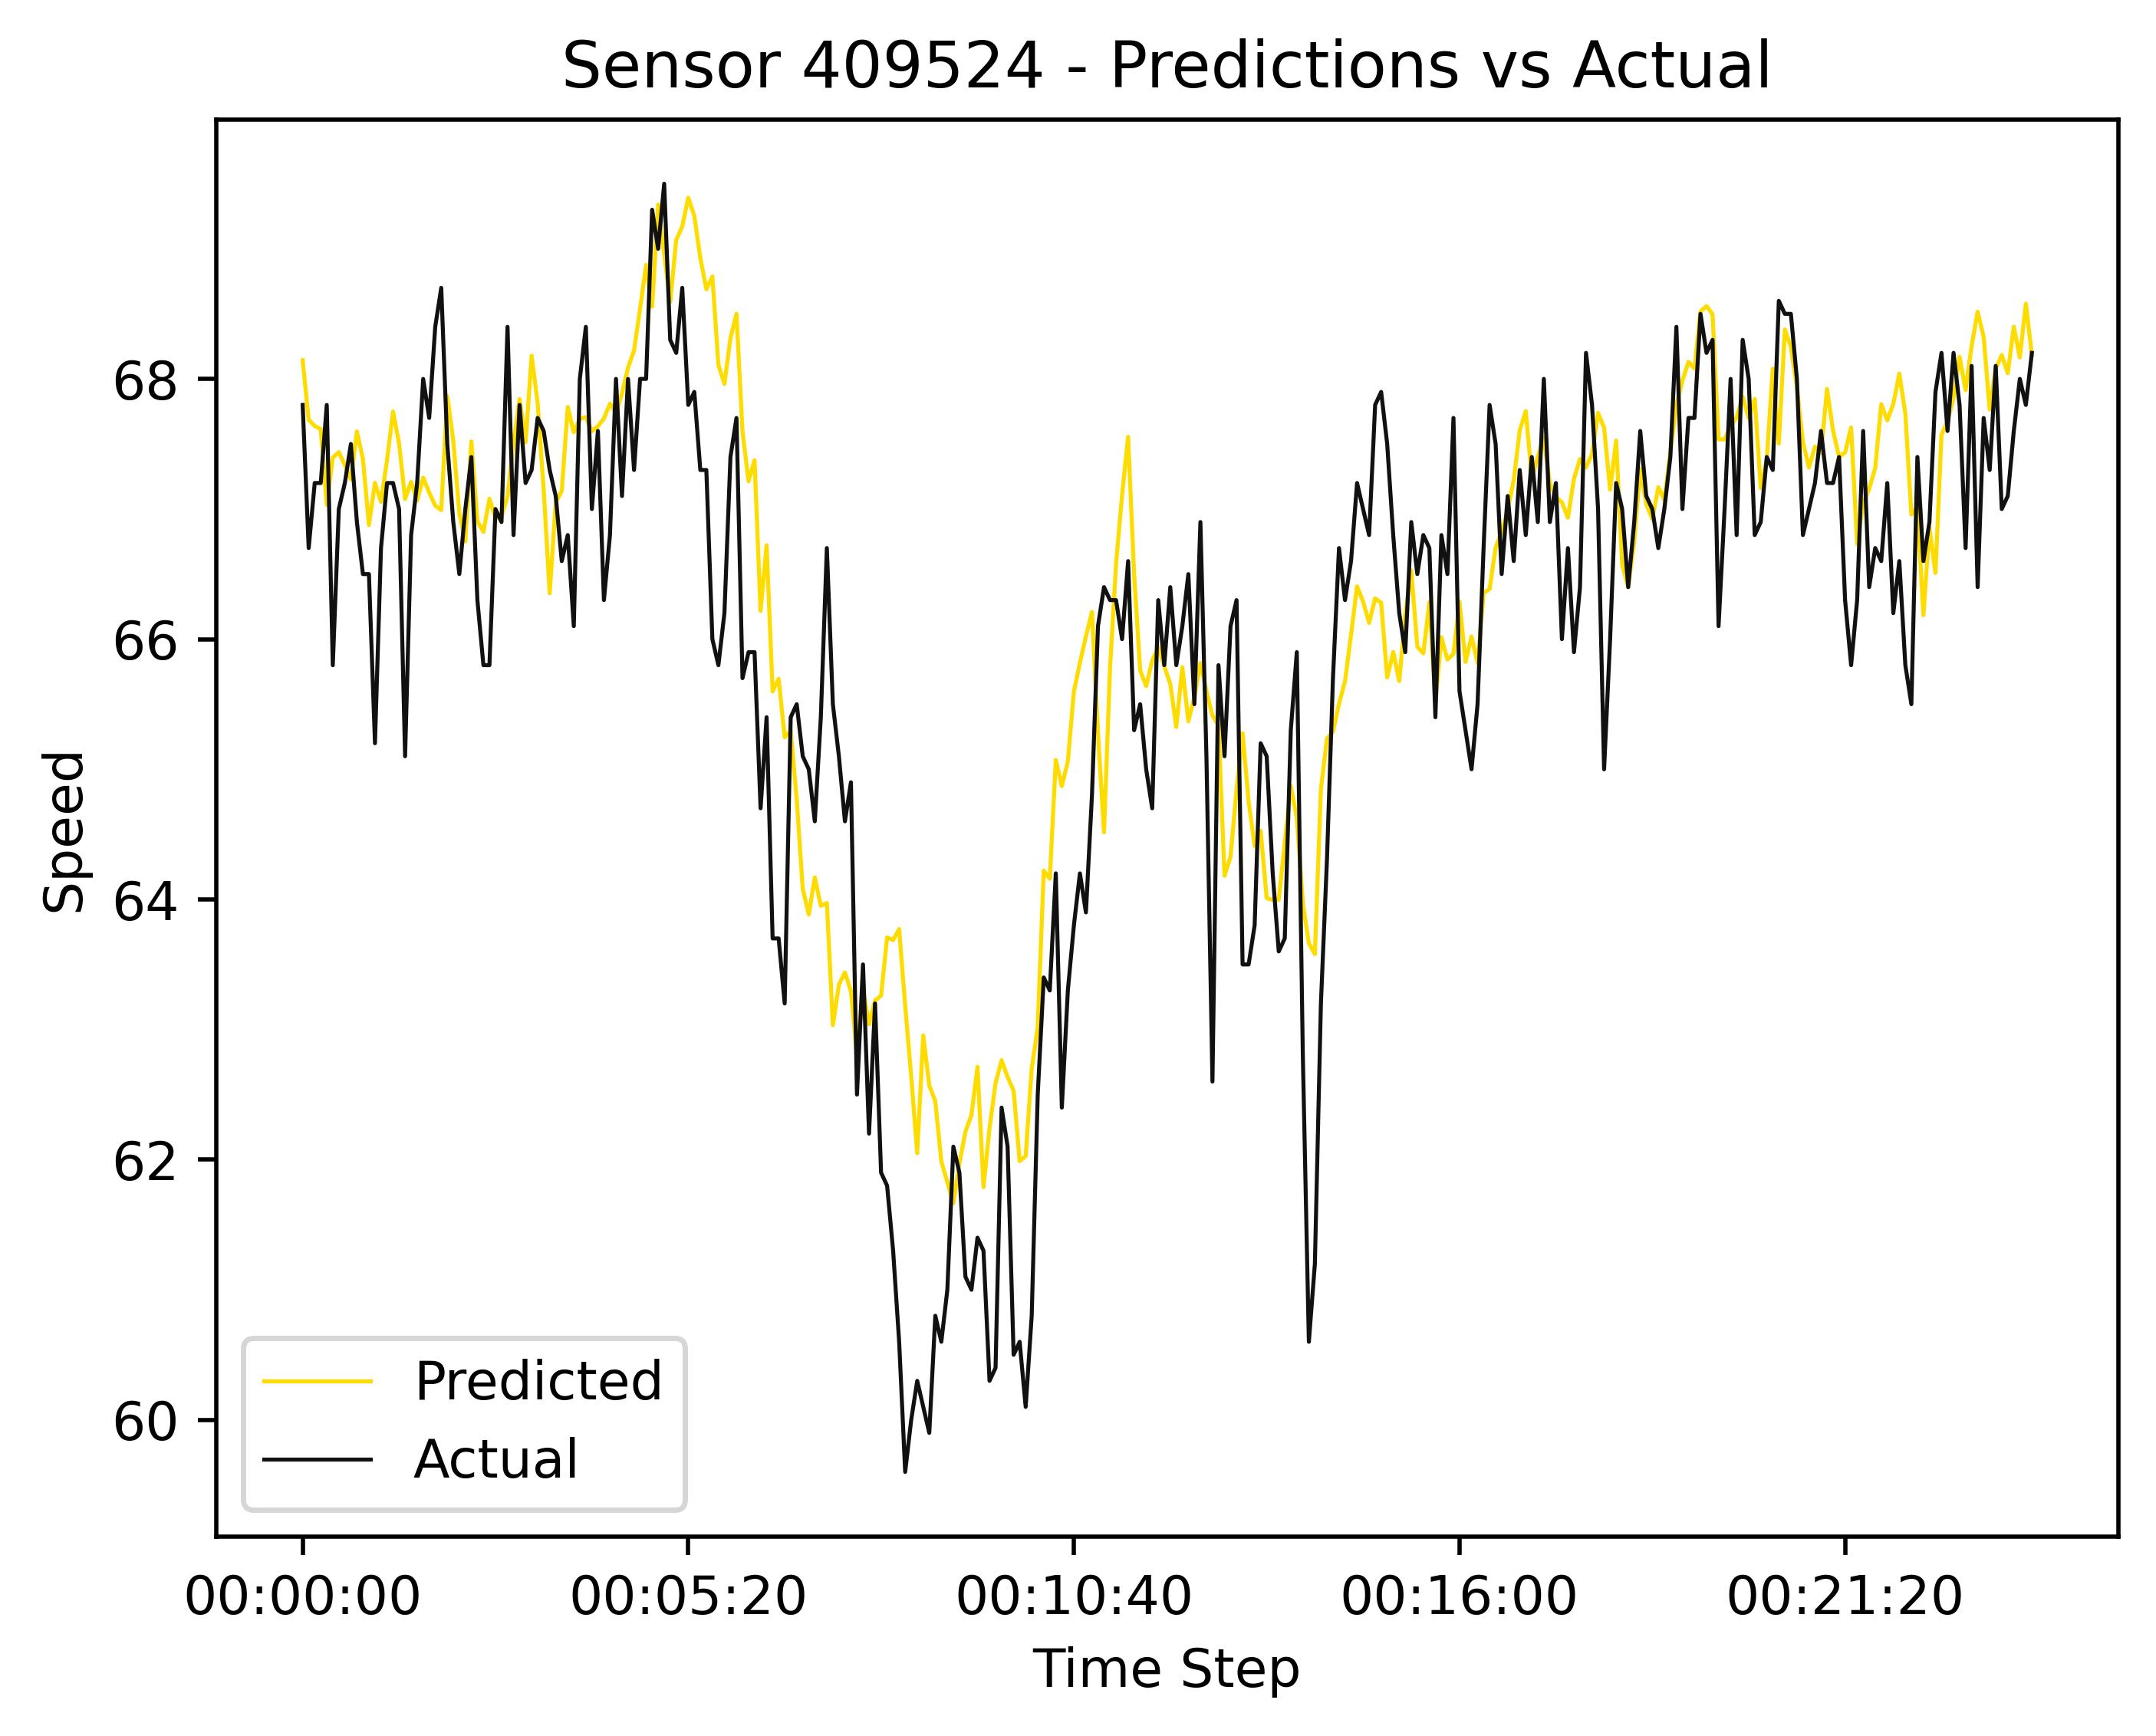 Sensor 409524 - Predictions vs Actual
Speed
68
66
64
62
60
Predicted
Actual
00:00:00 00:05:20 00:10:40 00:16:00 00:21:20
Time Step